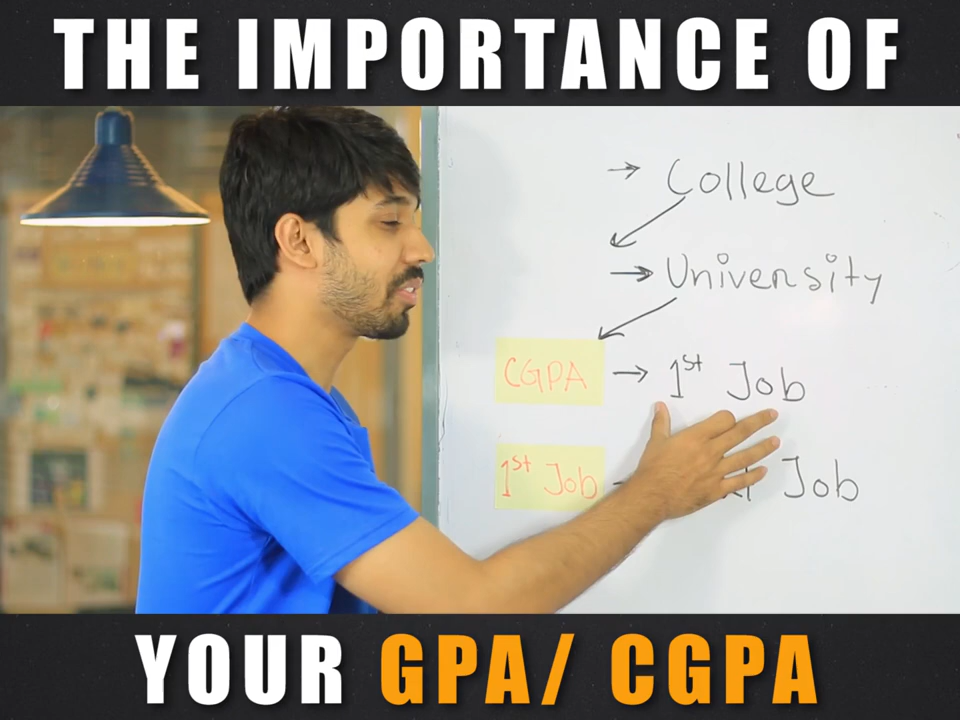 THE IMPORTANCE OF
→ College
→ University
CGPA → 1st Job
1st Job Job
YOUR GPA/ CGPA